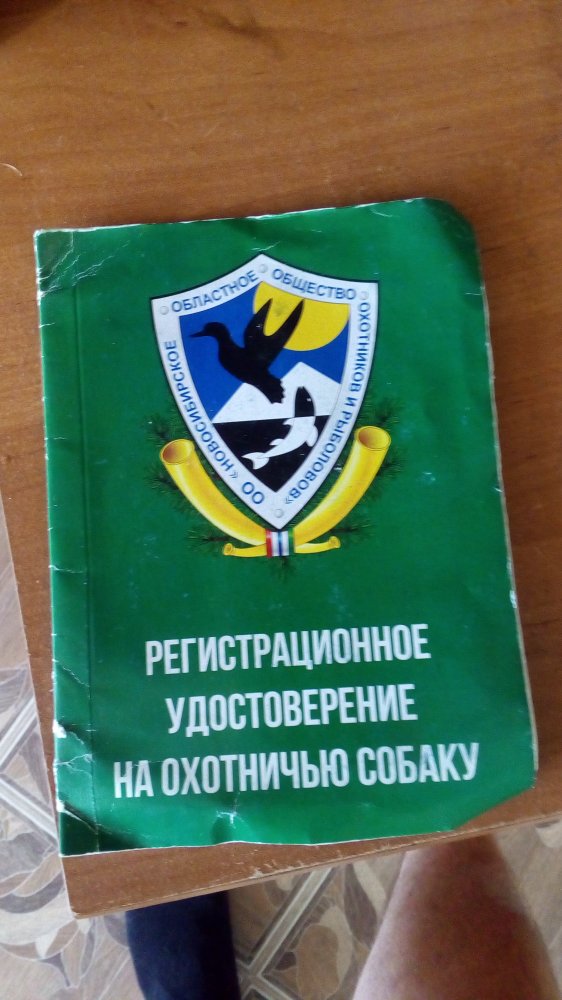 ОО «НОВОСИБИРСКОЕ ОБЛАСТНОЕ ОБЩЕСТВО ОХОТНИКОВ И РЫБОЛОВОВ»
РЕГИСТРАЦИОННОЕ
УДОСТОВЕРЕНИЕ
НА ОХОТНИЧЬЮ СОБАКУ